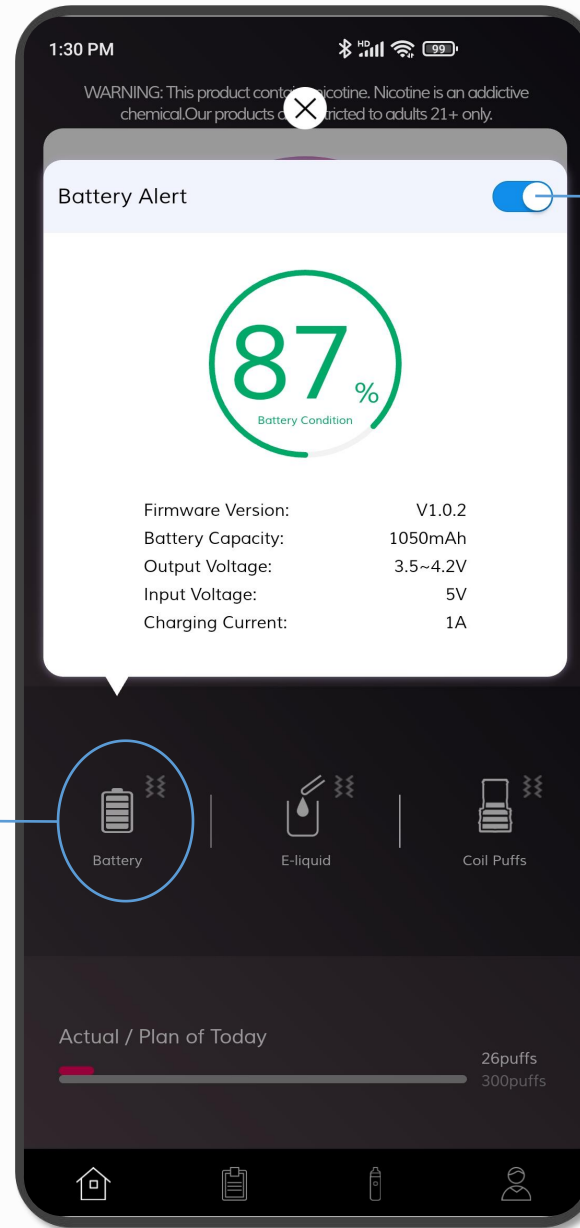 1:30 PM HD 99
WARNING: This product cont icotine. Nicotine is an addictive
chemical.Our products tricted to adults 21+ only.
Battery Alert
87%
Battery Condition
Firmware Version: V1.0.2
Battery Capacity: 1050mAh
Output Voltage: 3.5~4.2V
Input Voltage: 5V
Charging Current: 1A
Battery E-liquid Coil Puffs
Actual / Plan of Today
26puffs
300puffs